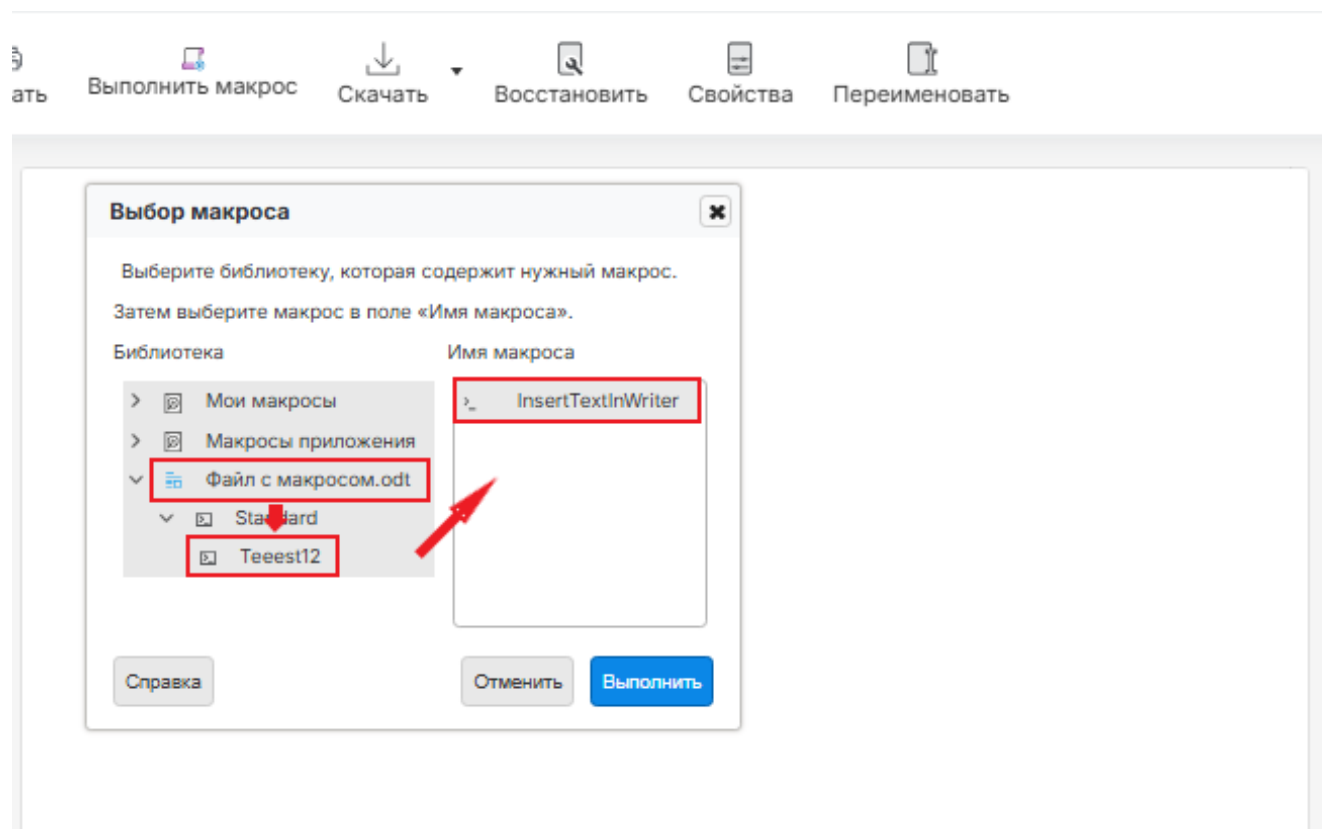 ать Выполнить макрос Скачать Восстановить Свойства Переименовать
Выбор макроса
Выберите библиотеку, которая содержит нужный макрос.
Затем выберите макрос в поле «Имя макроса».
Библиотека Имя макроса
Мои макросы InsertTextInWriter
Макросы приложения
Файл с макросом.odt
Standard
Teeest12
Справка Отменить Выполнить